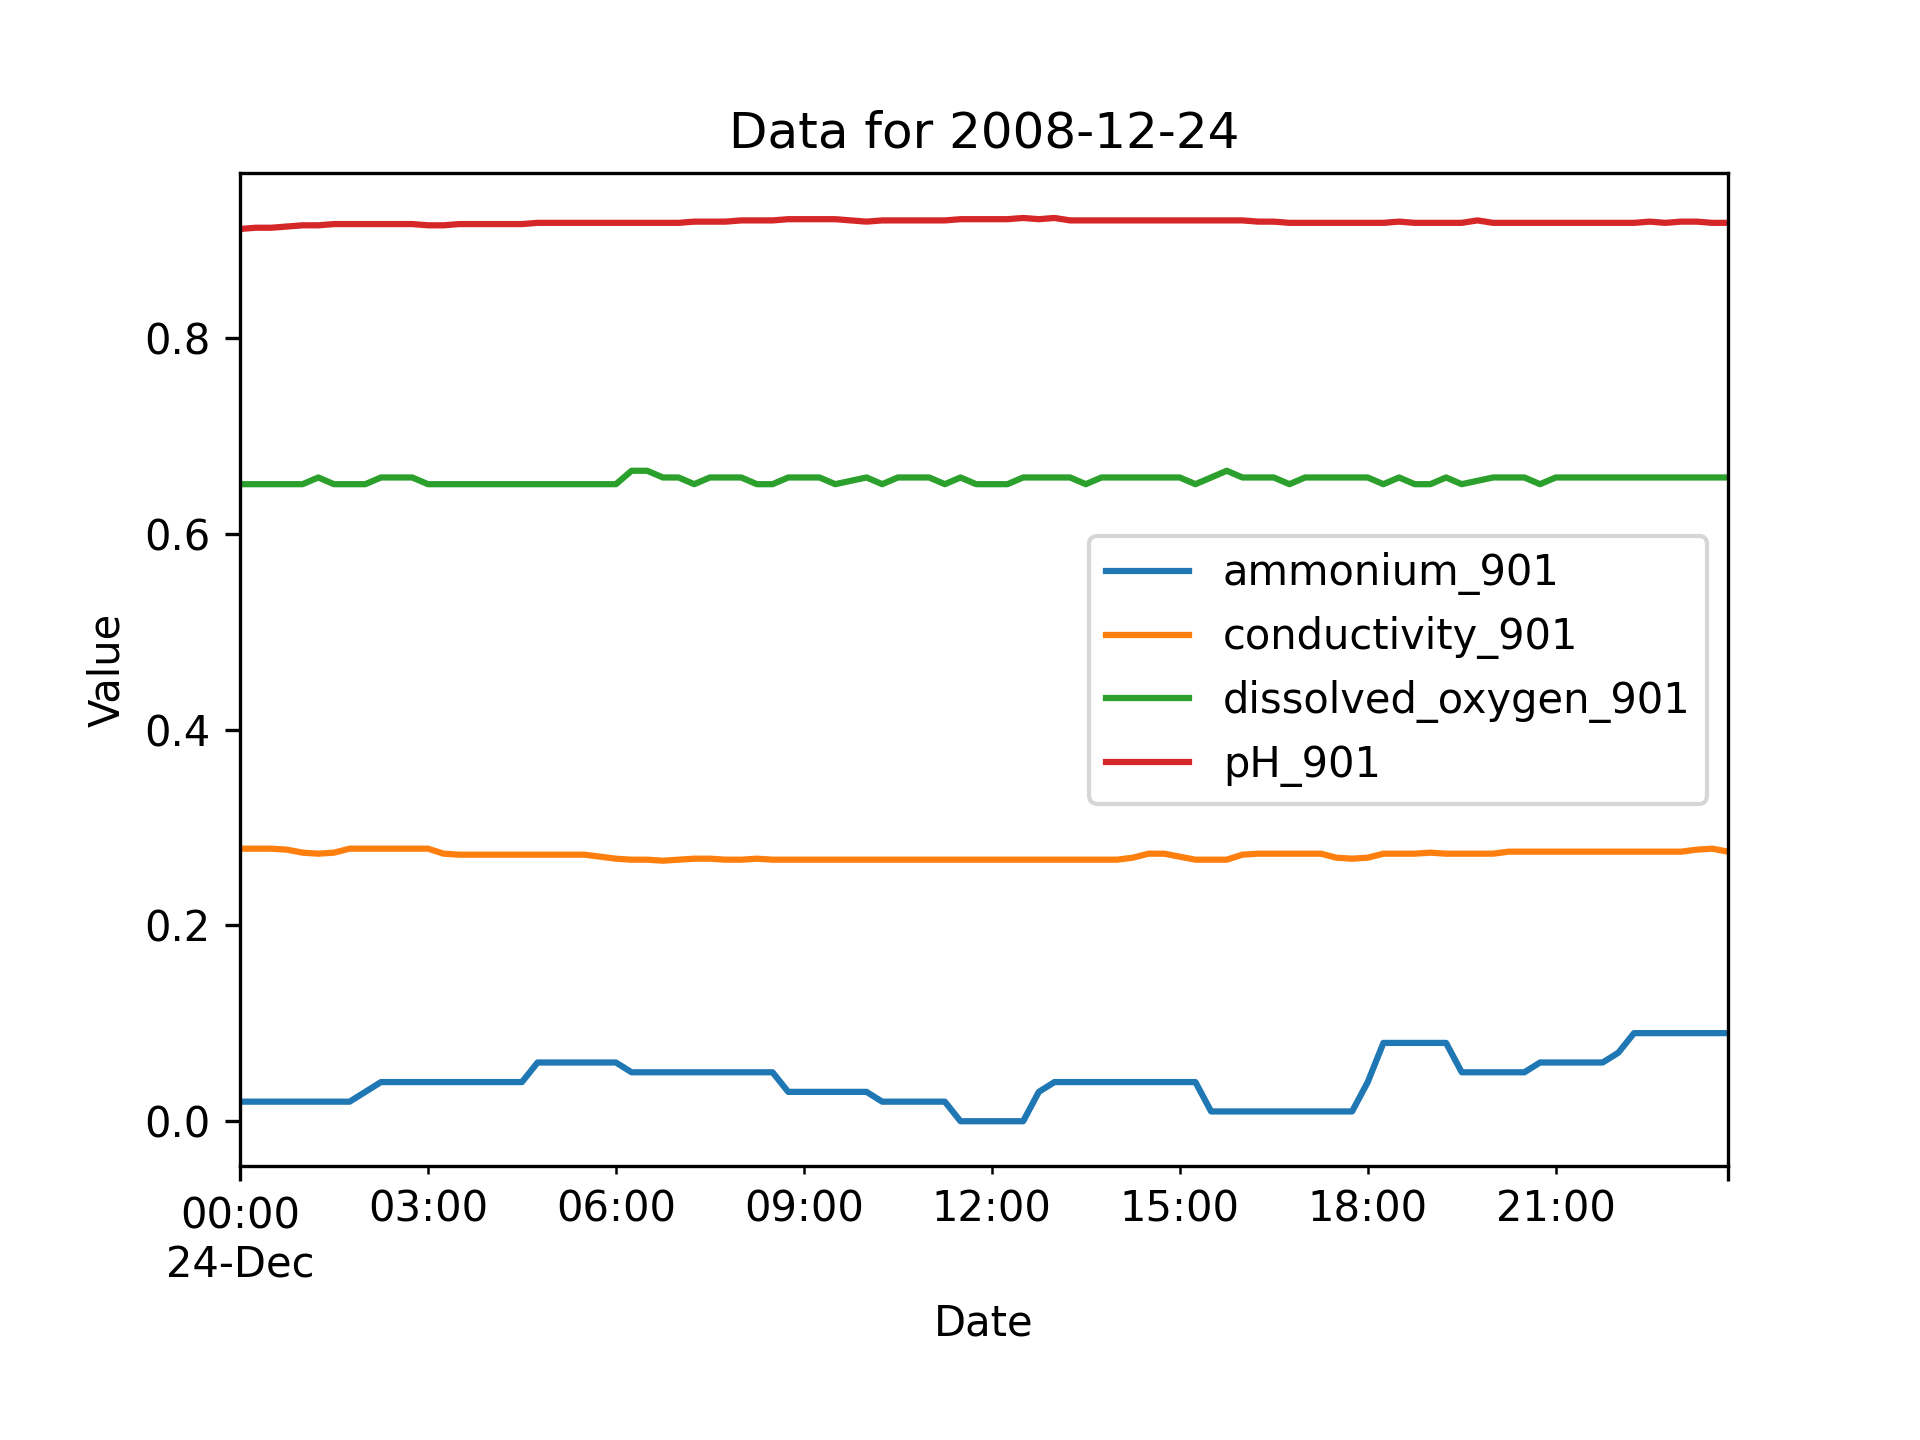 Data for 2008-12-24
Value
0.8
0.6
0.4
0.2
0.0
ammonium_901
conductivity_901
dissolved_oxygen_901
pH_901
00:00 03:00 06:00 09:00 12:00 15:00 18:00 21:00
24-Dec
Date